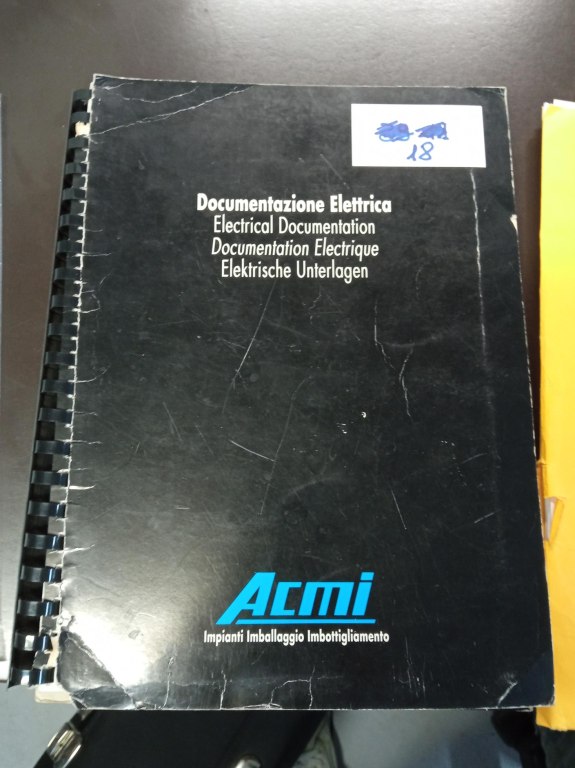 18
Documentazione Elettrica
Electrical Documentation
Documentation Electrique
Elektrische Unterlagen
Acmi
Impianti Imballaggio Imbottigliamento